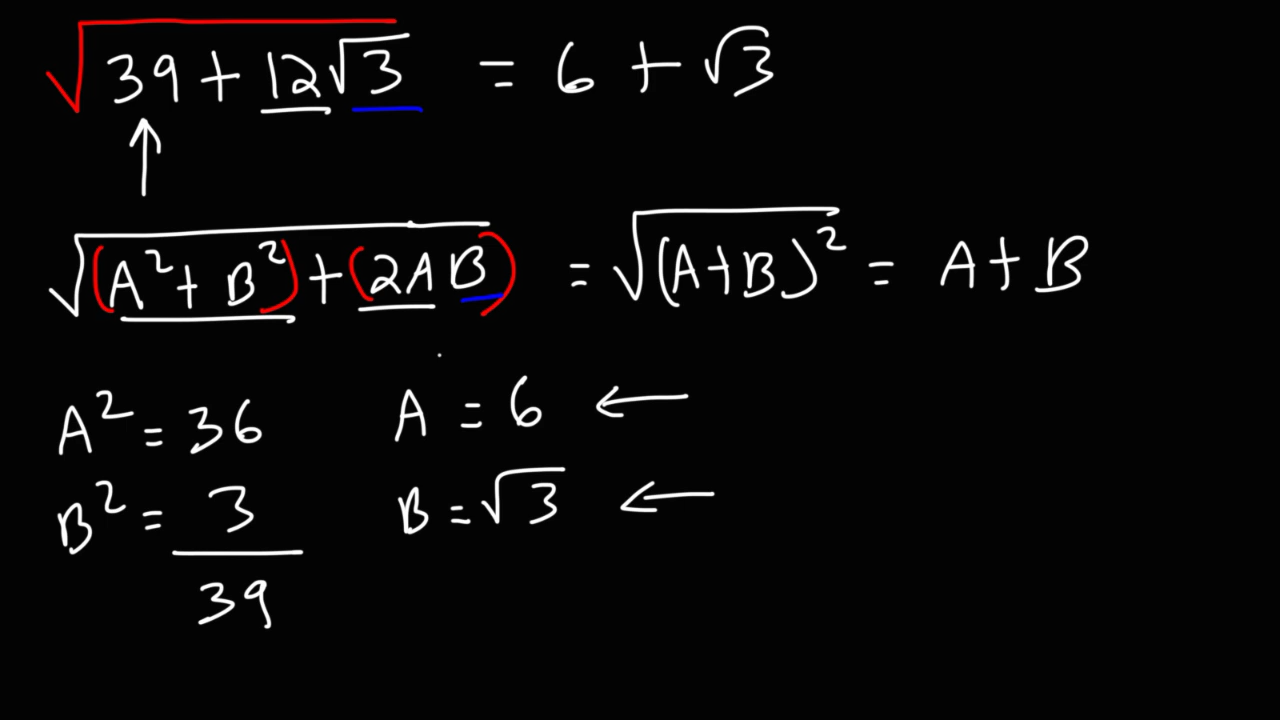 √(39 + 12√3) = 6 + √3
√((A² + B²) + (2AB)) = √((A + B)²) = A + B
A² = 36 A = 6 ←
B² = 3 B = √3 ←
39